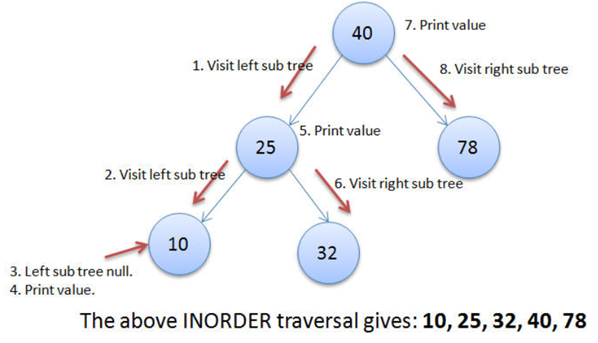 40
7. Print value
1. Visit left sub tree
8. Visit right sub tree
5. Print value
25
78
2. Visit left sub tree
6. Visit right sub tree
10
32
3. Left sub tree null.
4. Print value.
The above INORDER traversal gives: 10, 25, 32, 40, 78